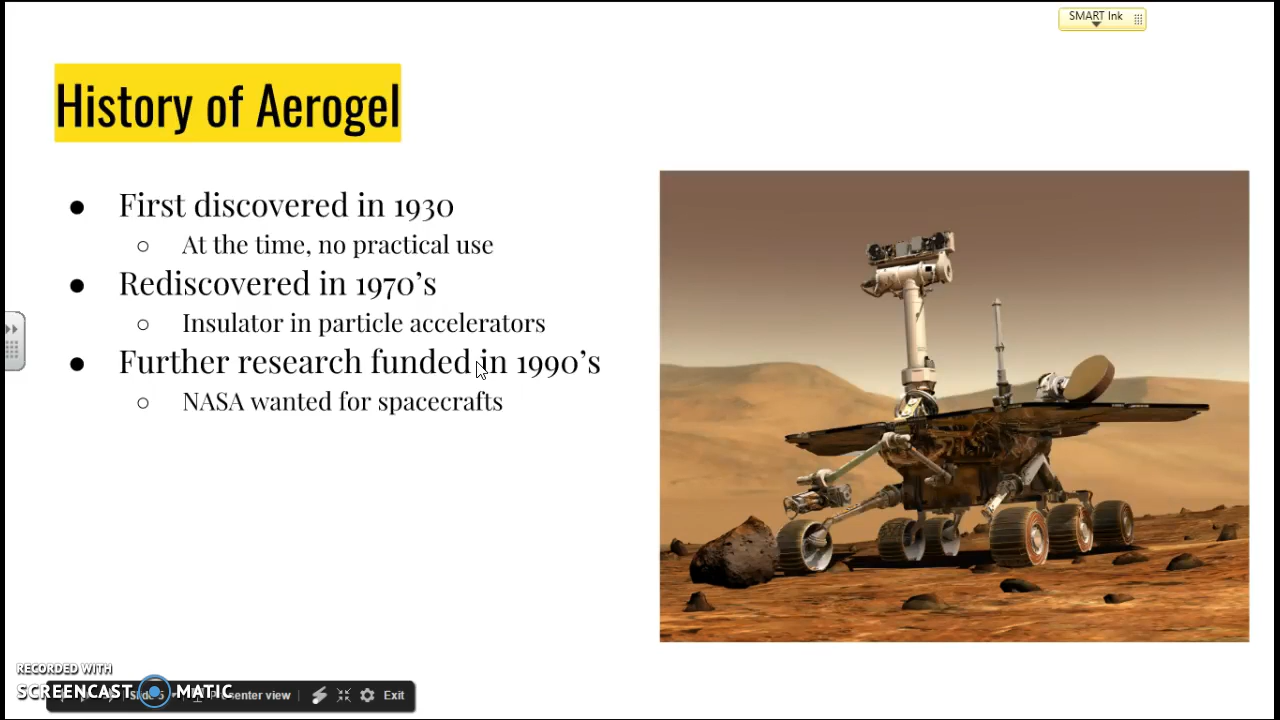 SMART Ink
History of Aerogel
● First discovered in 1930
○ At the time, no practical use
● Rediscovered in 1970’s
○ Insulator in particle accelerators
● Further research funded in 1990’s
○ NASA wanted for spacecrafts
RECORDED WITH
SCREENCAST MATIC
Presenter view Exit